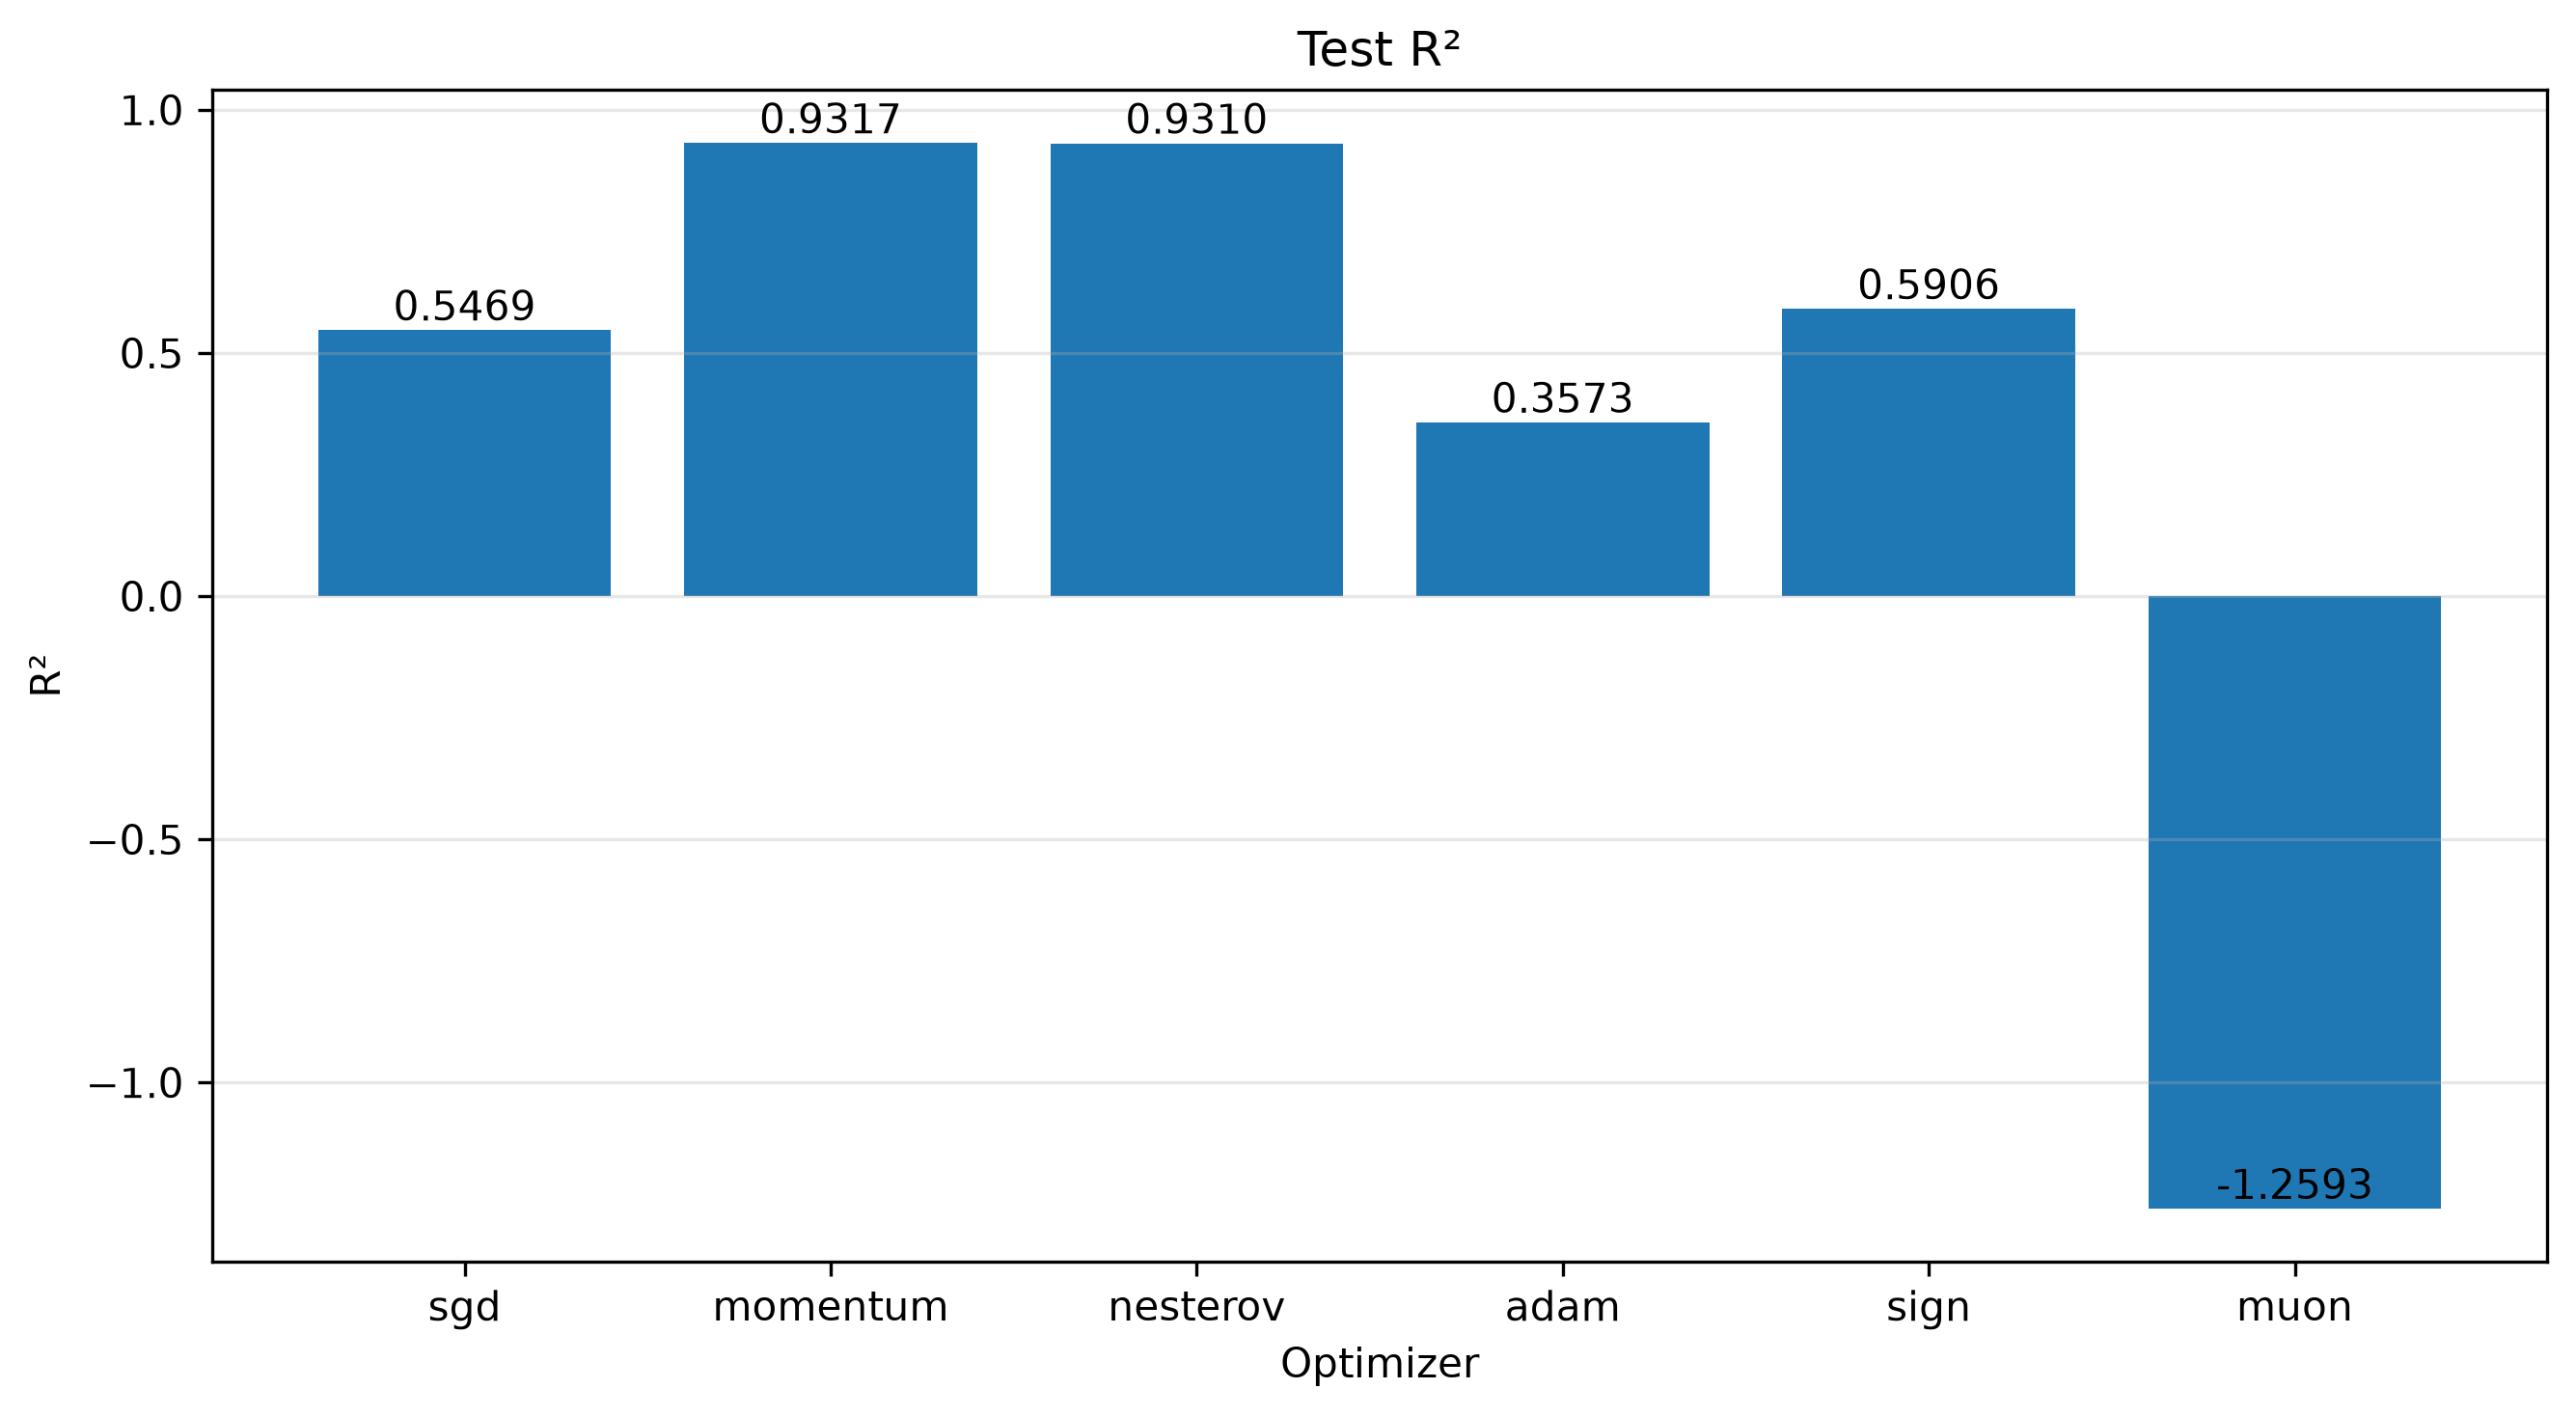 Test R²
1.0
0.5
0.0
−0.5
−1.0
R²
0.5469
0.9317
0.9310
0.3573
0.5906
-1.2593
sgd
momentum
nesterov
adam
sign
muon
Optimizer